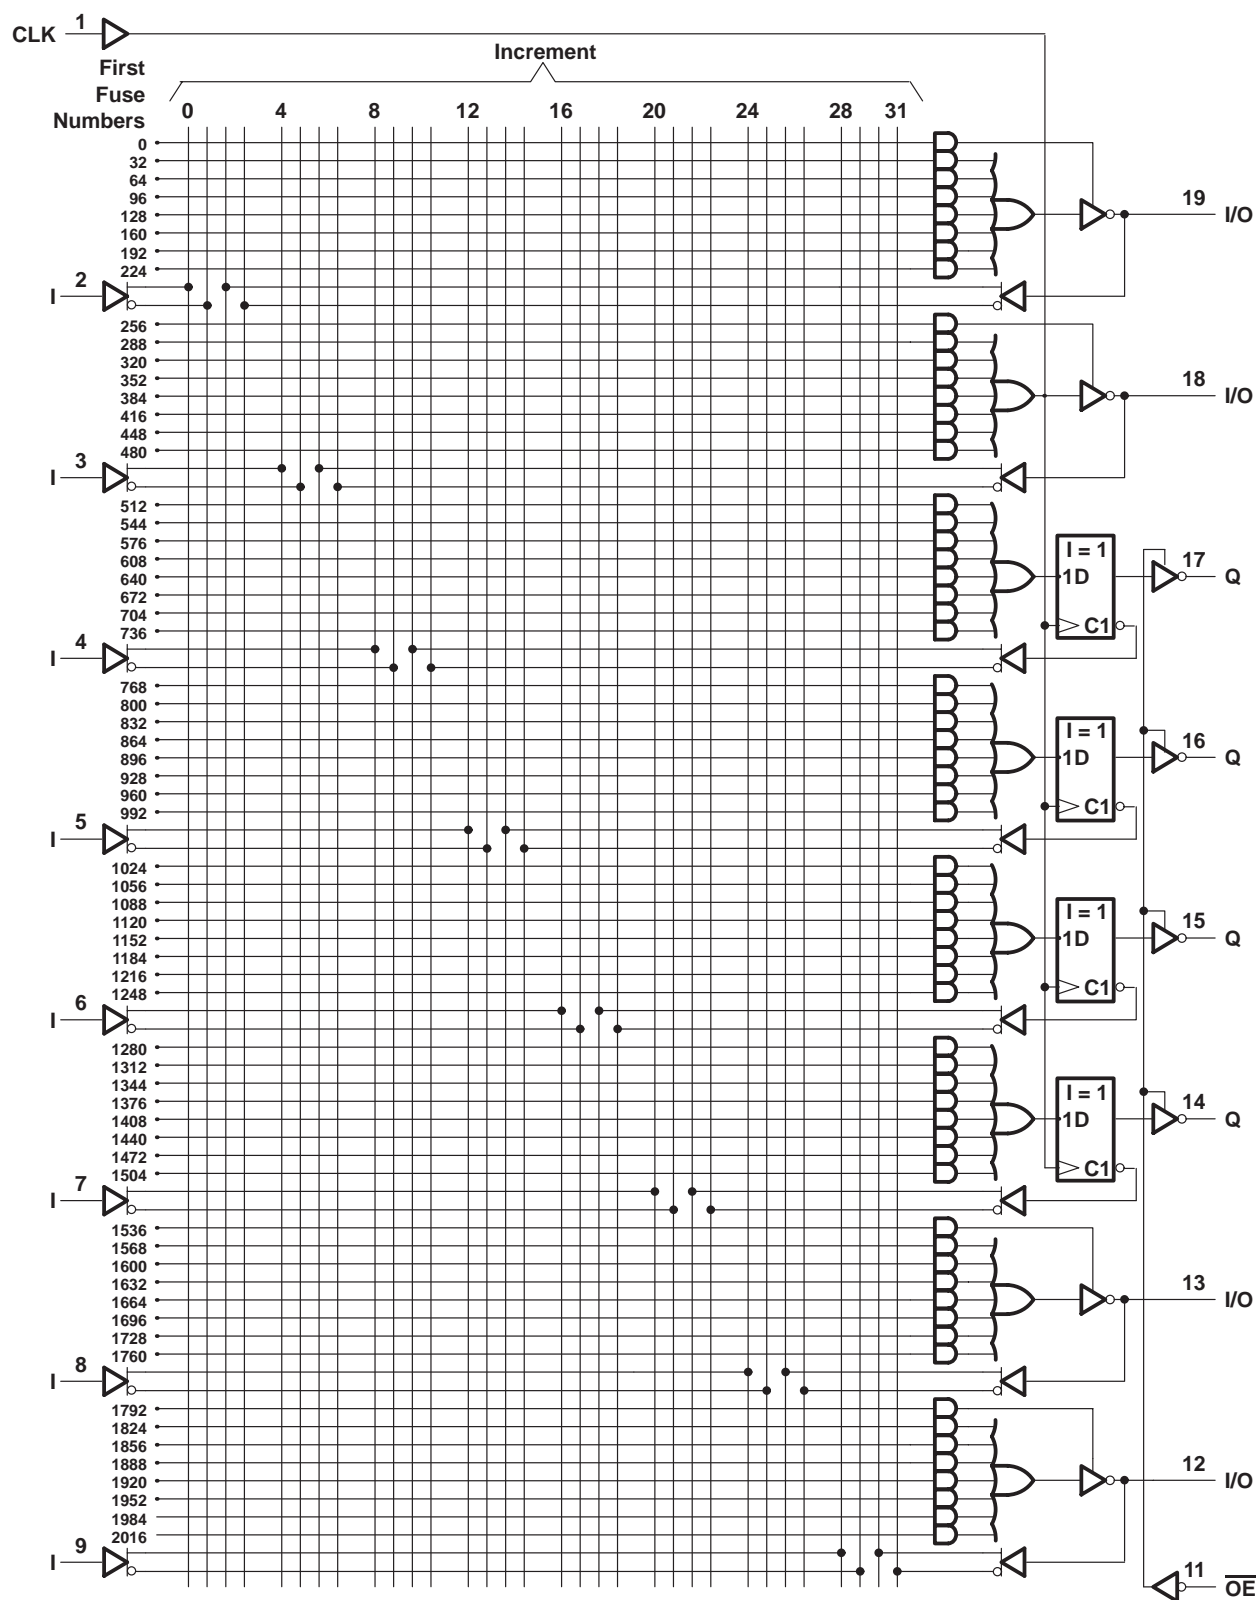 CLK 1
Increment
First
Fuse
Numbers
0 4 8 12 16 20 24 28 31
0
32
64
96
128
160
192
224
19 I/O
I 2
256
288
320
352
384
416
448
480
18 I/O
I 3
512
544
576
608
640
672
704
736
I = 1
1D
C1
17 Q
I 4
768
800
832
864
896
928
960
992
I = 1
1D
C1
16 Q
I 5
1024
1056
1088
1120
1152
1184
1216
1248
I = 1
1D
C1
15 Q
I 6
1280
1312
1344
1376
1408
1440
1472
1504
I = 1
1D
C1
14 Q
I 7
1536
1568
1600
1632
1664
1696
1728
1760
13 I/O
I 8
1792
1824
1856
1888
1920
1952
1984
2016
12 I/O
I 9
11 O̅E̅